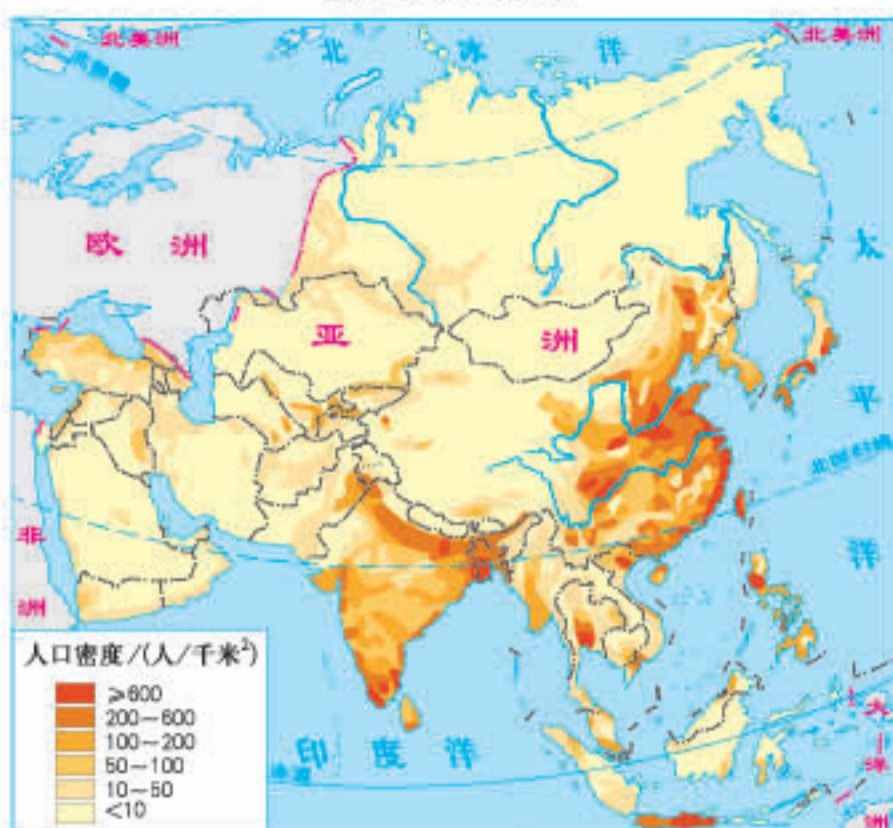 北美洲
北美洲
北 冰 洋
欧 洲
亚 洲
太 平 洋
北回归线
非 洲
印 度 洋
大 洋 洲
人口密度/(人/千米²)
≥600
200~600
100~200
50~100
10~50
<10